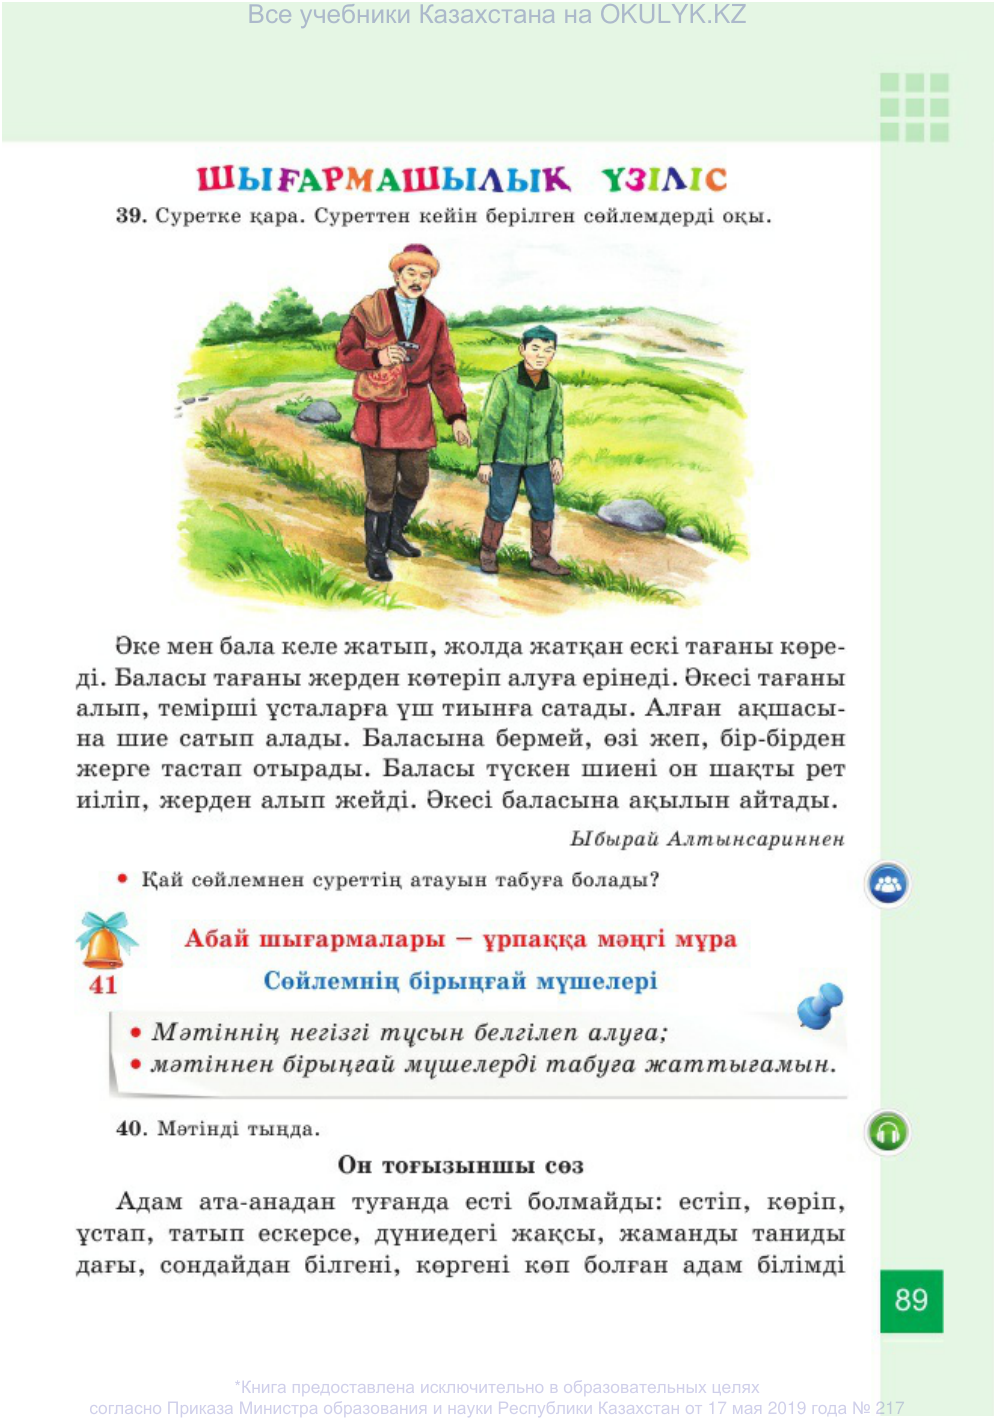 Все учебники Казахстана на OKULYK.KZ
ШЫҒАРМАШЫЛЫҚ ҮЗІЛІС
39. Суретке қара. Суреттен кейін берілген сөйлемдерді оқы.
Әке мен бала келе жатып, жолда жатқан ескі тағаны көре-
ді. Баласы тағаны жерден көтеріп алуға ерінеді. Әкесі тағаны
алып, темірші ұсталарға үш тиынға сатады. Алған ақшасы-
на шие сатып алады. Баласына бермей, өзі жеп, бір-бірден
жерге тастап отырады. Баласы түскен шиені он шақты рет
иіліп, жерден алып жейді. Әкесі баласына ақылын айтады.
Ыбырай Алтынсариннен
• Қай сөйлемнен суреттің атауын табуға болады?
Абай шығармалары – ұрпаққа мәңгі мұра
41
Сөйлемнің бірыңғай мүшелері
• Мәтіннің негізгі тұсын белгілеп алуға;
• мәтіннен бірыңғай мүшелерді табуға жаттығамын.
40. Мәтінді тыңда.
Он тоғызыншы сөз
Адам ата-анадан туғанда есті болмайды: естіп, көріп,
ұстап, татып ескерсе, дүниедегі жақсы, жаманды таниды
дағы, сондайдан білгені, көргені көп болған адам білімді
89
*Книга предоставлена исключительно в образовательных целях
согласно Приказа Министра образования и науки Республики Казахстан от 17 мая 2019 года № 217